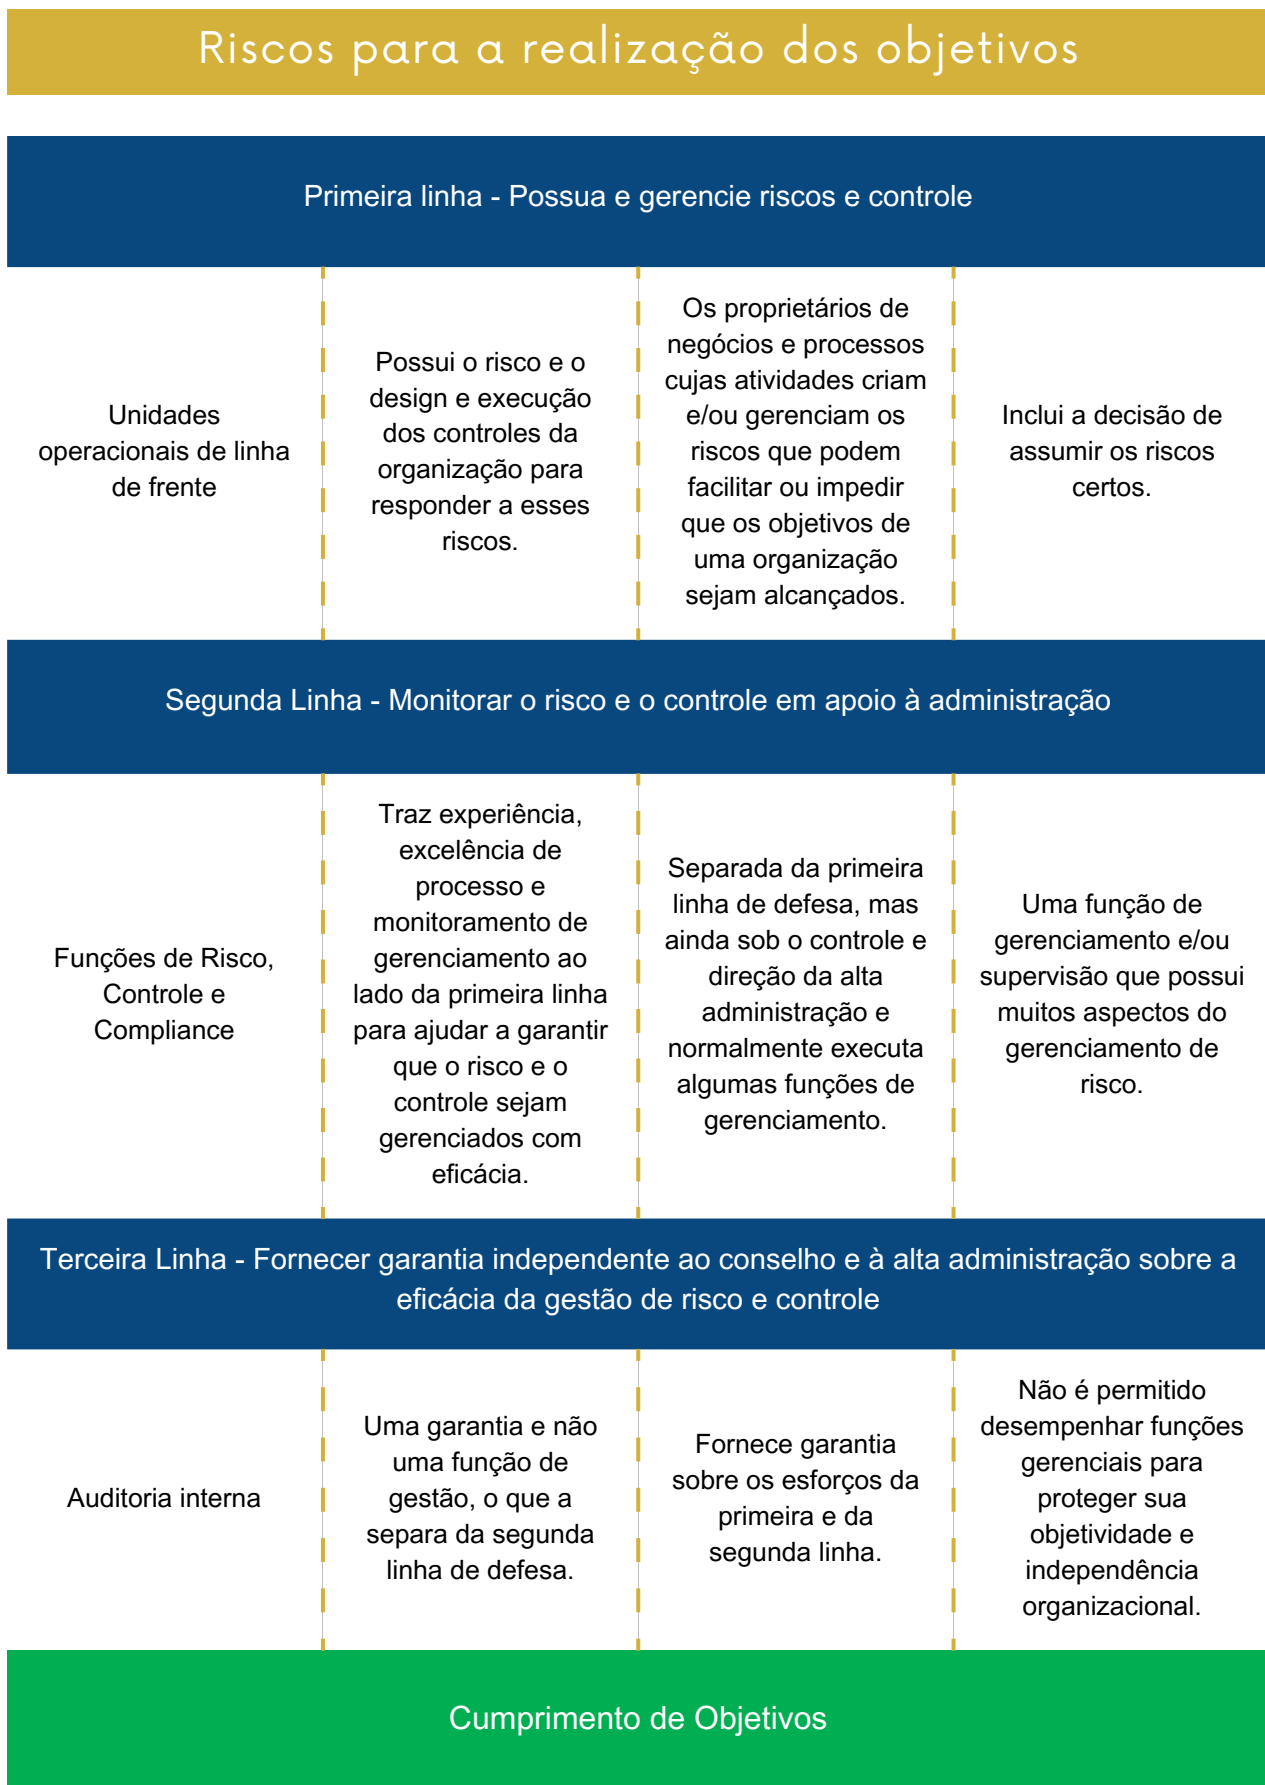 Riscos para a realização dos objetivos
Primeira linha - Possua e gerencie riscos e controle
Unidades
operacionais de linha
de frente
Possui o risco e o
design e execução
dos controles da
organização para
responder a esses
riscos.
Os proprietários de
negócios e processos
cujas atividades criam
e/ou gerenciam os
riscos que podem
facilitar ou impedir
que os objetivos de
uma organização
sejam alcançados.
Inclui a decisão de
assumir os riscos
certos.
Segunda Linha - Monitorar o risco e o controle em apoio à administração
Funções de Risco,
Controle e
Compliance
Traz experiência,
excelência de
processo e
monitoramento de
gerenciamento ao
lado da primeira linha
para ajudar a garantir
que o risco e o
controle sejam
gerenciados com
eficácia.
Separada da primeira
linha de defesa, mas
ainda sob o controle e
direção da alta
administração e
normalmente executa
algumas funções de
gerenciamento.
Uma função de
gerenciamento e/ou
supervisão que possui
muitos aspectos do
gerenciamento de
risco.
Terceira Linha - Fornecer garantia independente ao conselho e à alta administração sobre a
eficácia da gestão de risco e controle
Auditoria interna
Uma garantia e não
uma função de
gestão, o que a
separa da segunda
linha de defesa.
Fornece garantia
sobre os esforços da
primeira e da
segunda linha.
Não é permitido
desempenhar funções
gerenciais para
proteger sua
objetividade e
independência
organizacional.
Cumprimento de Objetivos